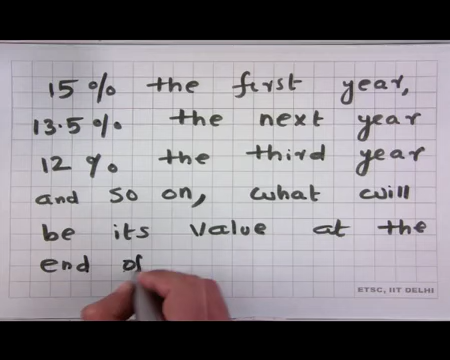 15 % the first year,
13.5 % the next year
12 % the third year
and so on, what will
be its value at the
end of
ETSC, IIT DELHI